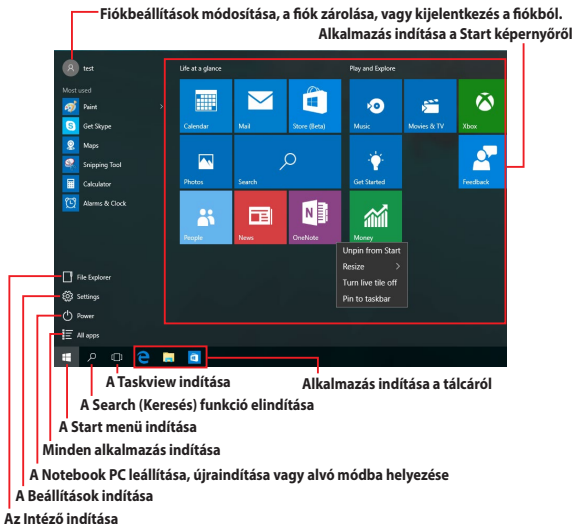 Fiókbeállítások módosítása, a fiók zárolása, vagy kijelentkezés a fiókból.
Alkalmazás indítása a Start képernyőről
test
Most used
Paint
Get Skype
Maps
Snipping Tool
Calculator
Alarms & Clock
File Explorer
Settings
Power
All apps
Life at a glance
Play and Explore
Calendar
Mail
Store (Beta)
Music
Movies & TV
Xbox
Photos
Search
Get Started
Feedback
People
News
OneNote
Money
Unpin from Start
Resize
Turn live tile off
Pin to taskbar
A Taskview indítása
Alkalmazás indítása a tálcáról
A Search (Keresés) funkció elindítása
A Start menü indítása
Minden alkalmazás indítása
A Notebook PC leállítása, újraindítása vagy alvó módba helyezése
A Beállítások indítása
Az Intéző indítása